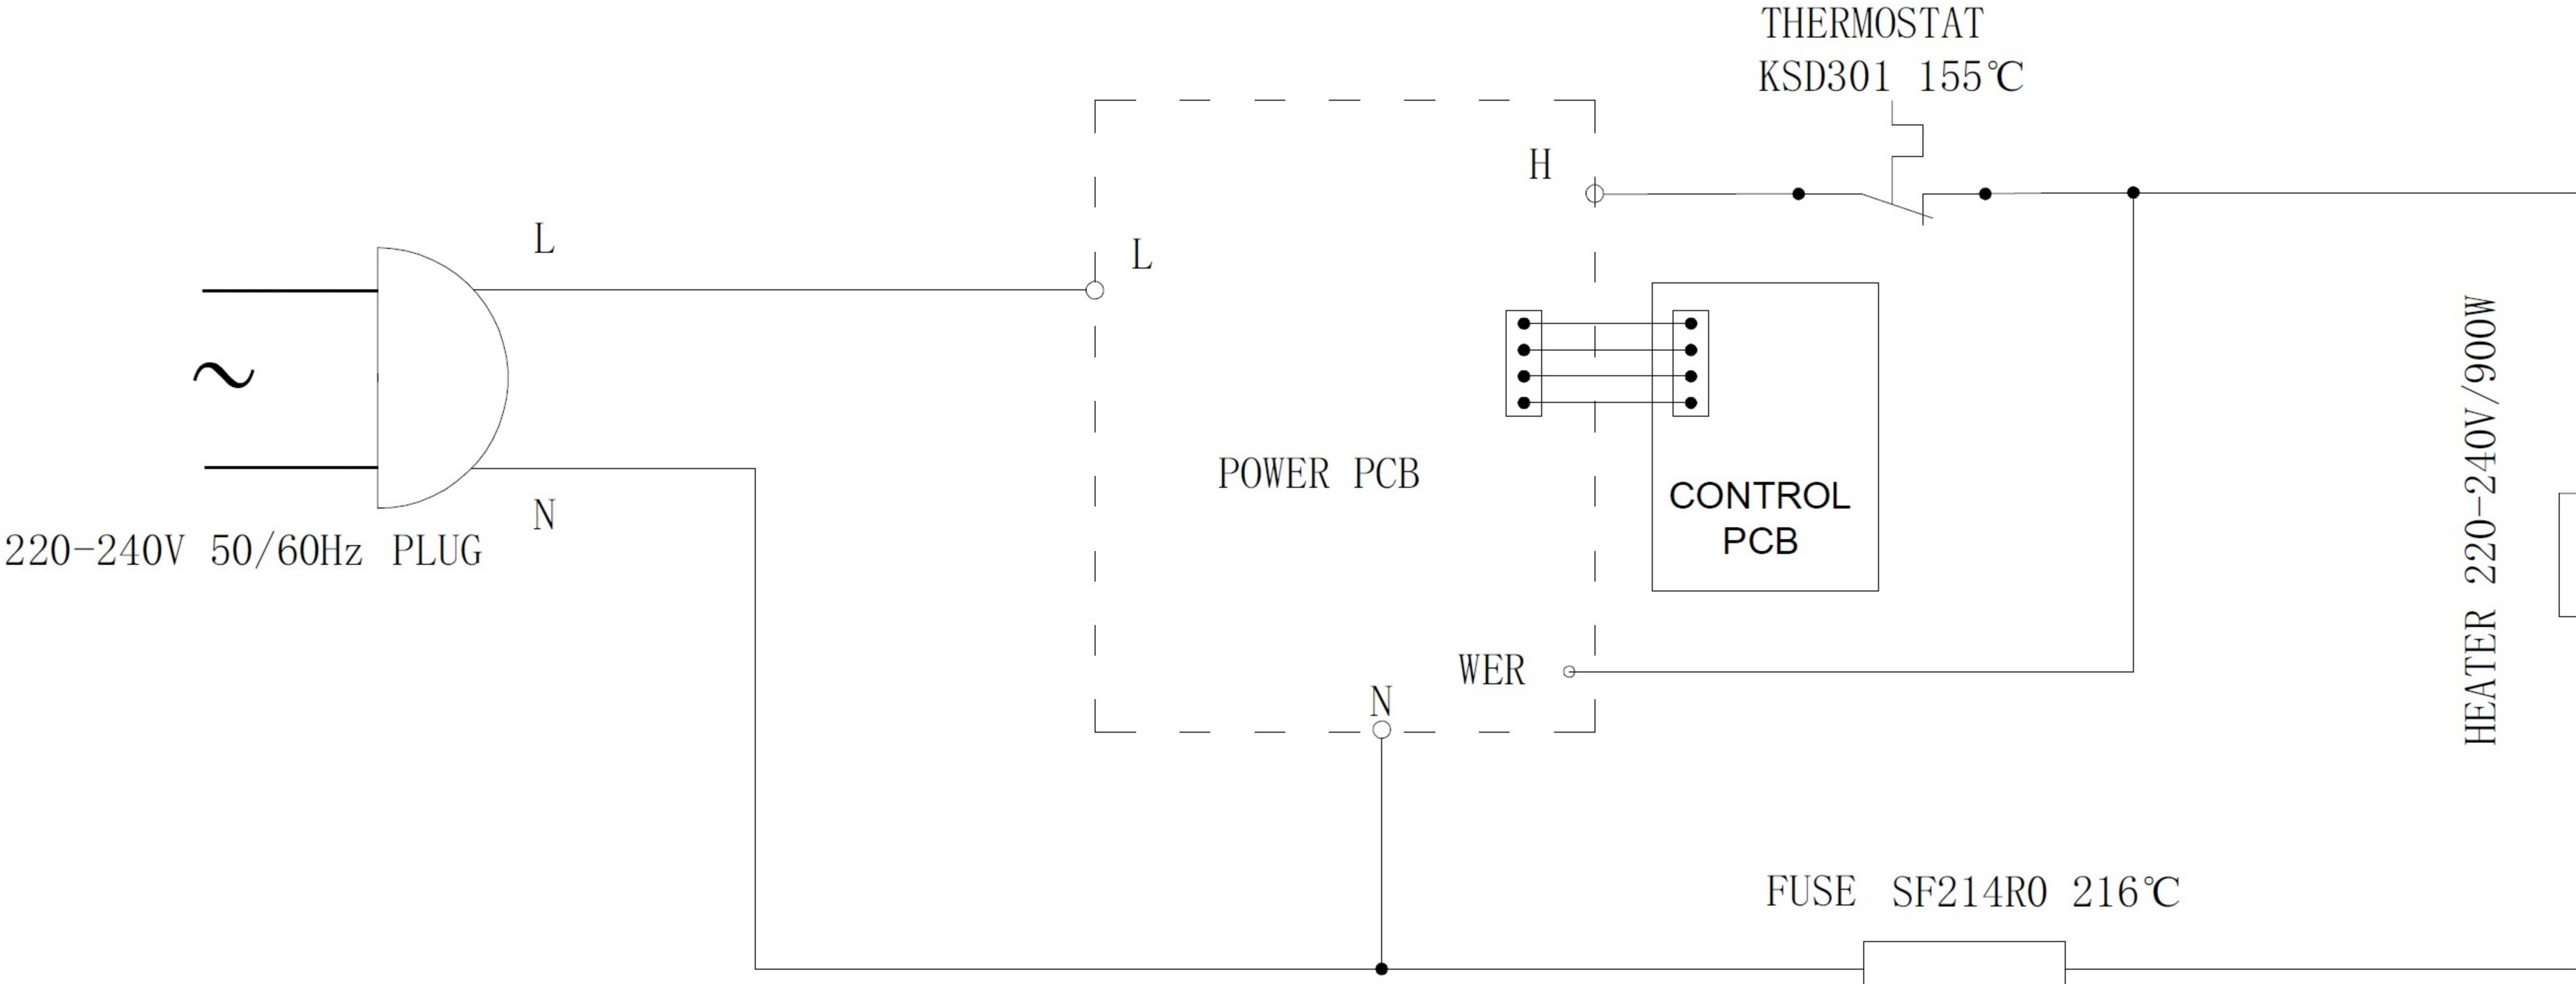 THERMOSTAT
KSD301 155℃
H
L
L
POWER PCB
CONTROL
PCB
N
220-240V 50/60Hz PLUG
HEATER 220-240V/900W
WER
N
FUSE SF214R0 216℃